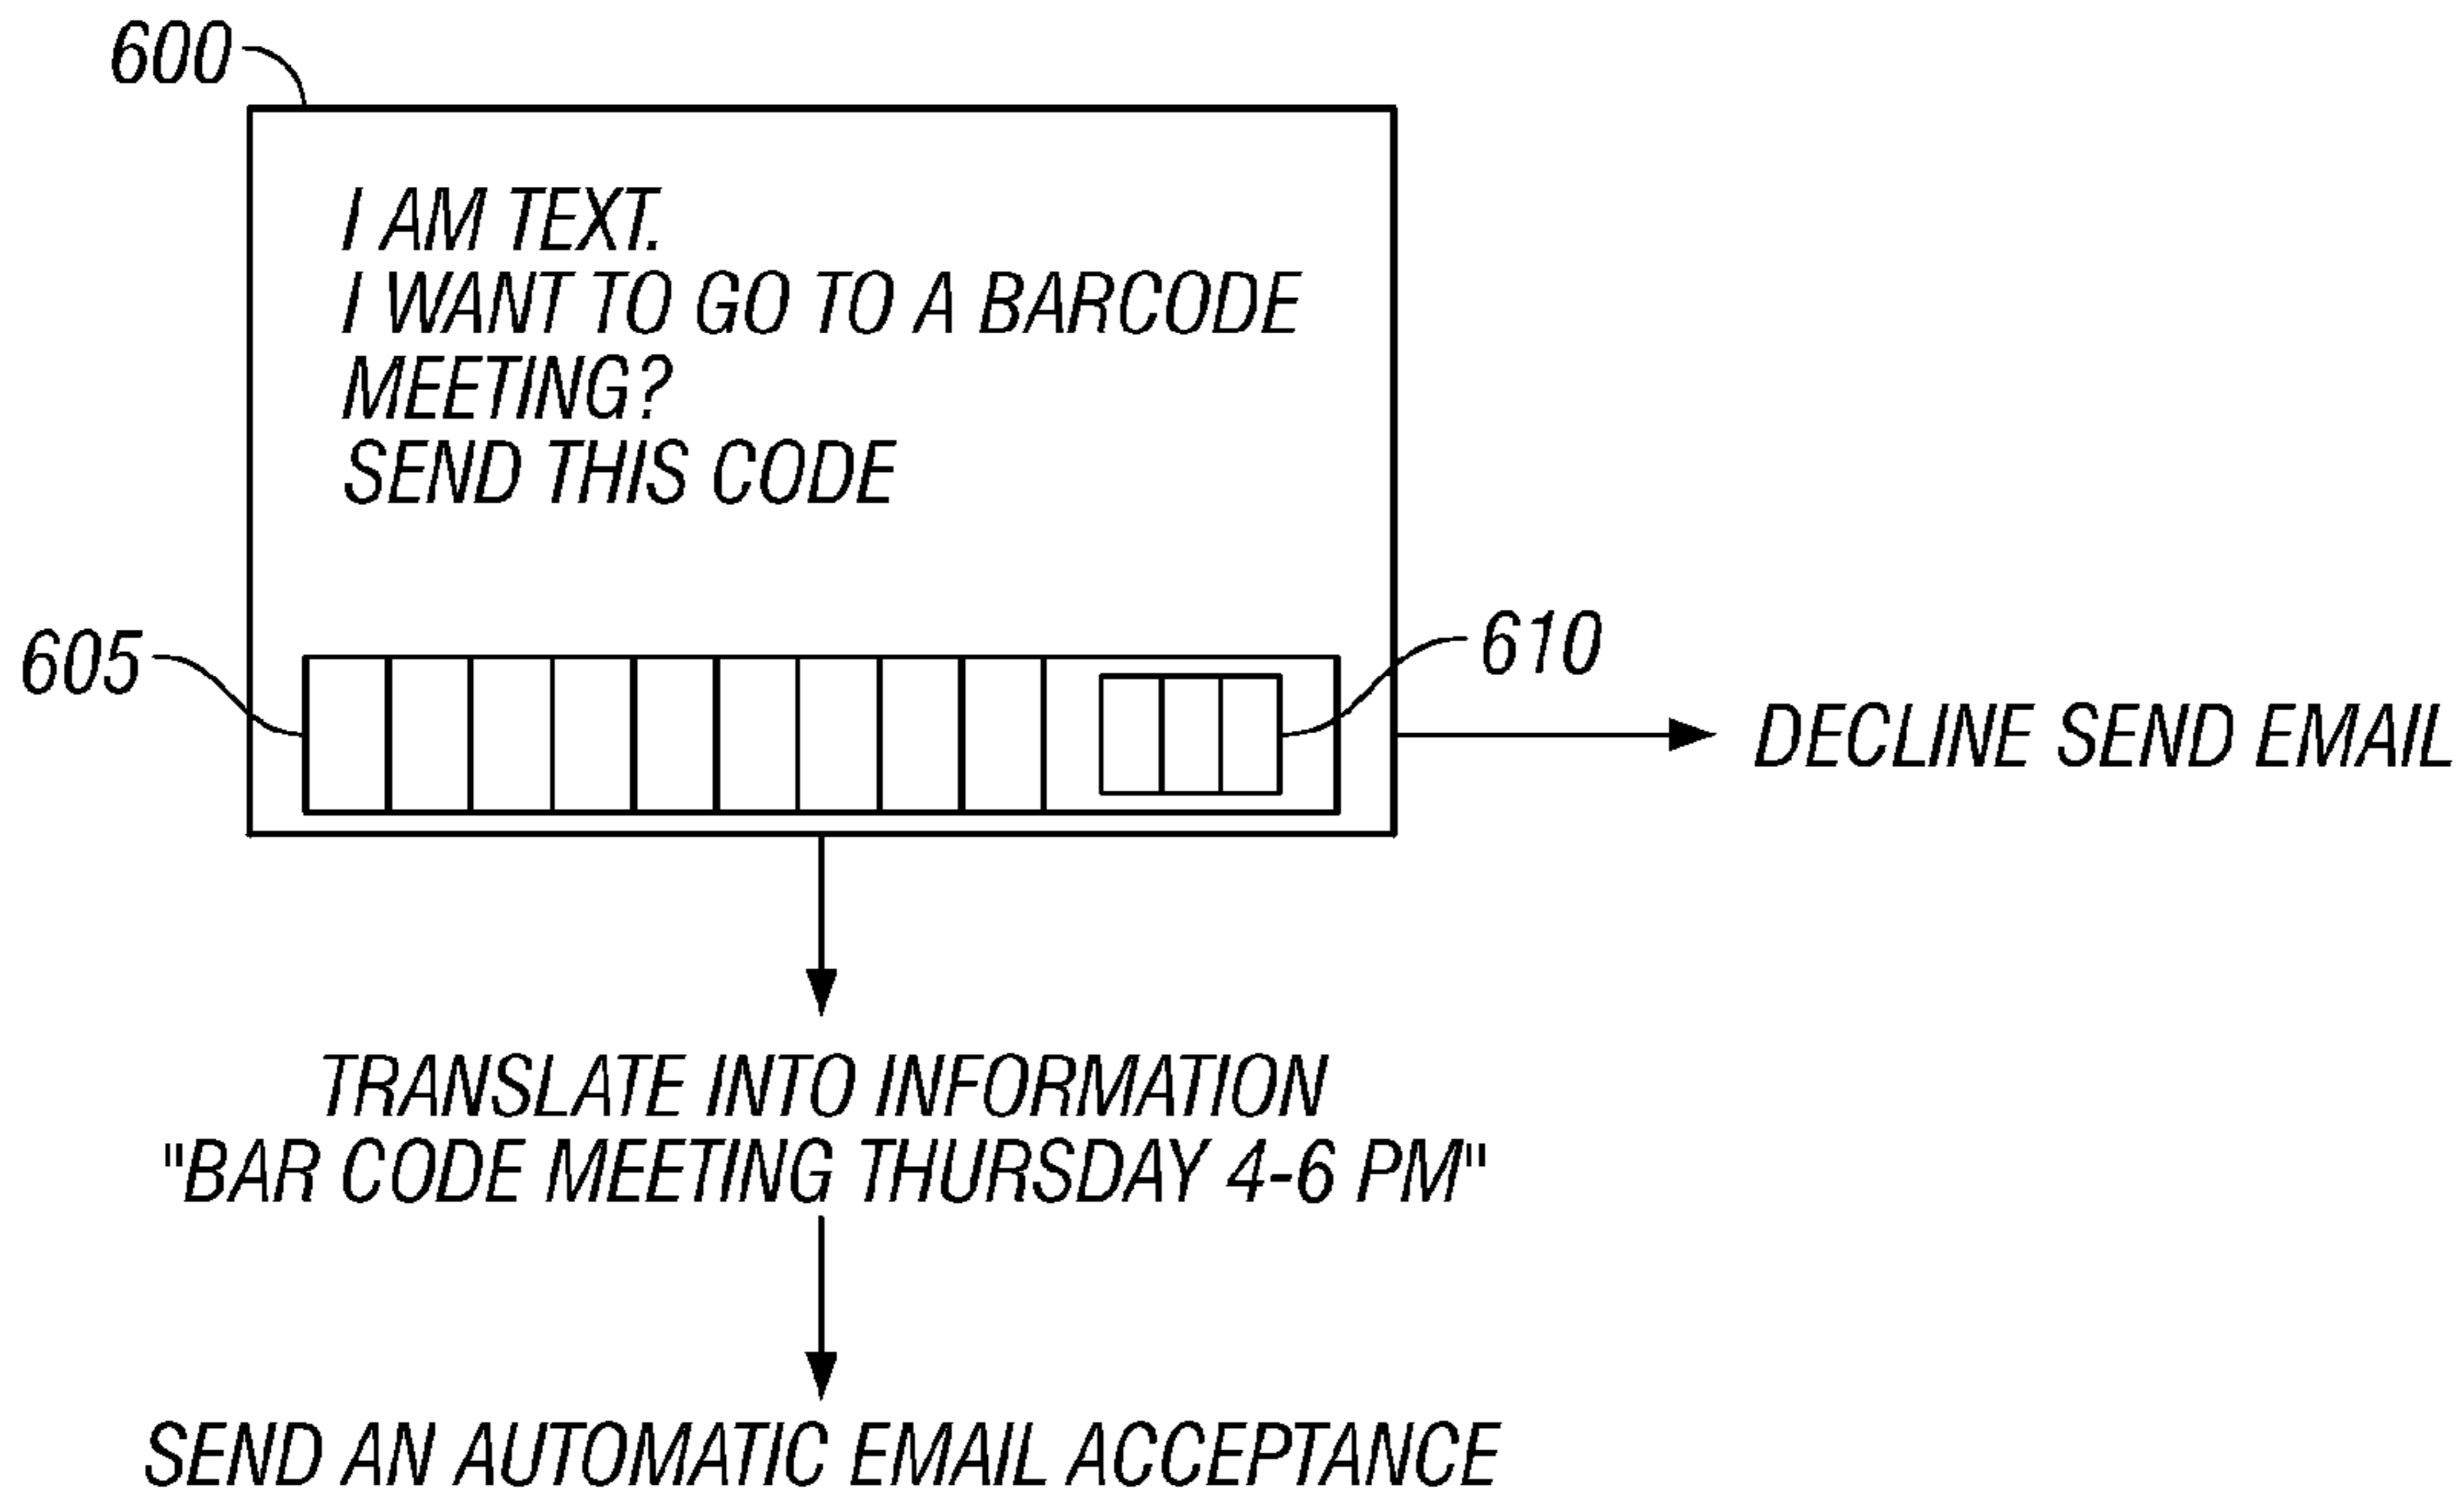 600
I AM TEXT.
I WANT TO GO TO A BARCODE
MEETING?
SEND THIS CODE
605
610
DECLINE SEND EMAIL
TRANSLATE INTO INFORMATION
"BAR CODE MEETING THURSDAY 4-6 PM"
SEND AN AUTOMATIC EMAIL ACCEPTANCE